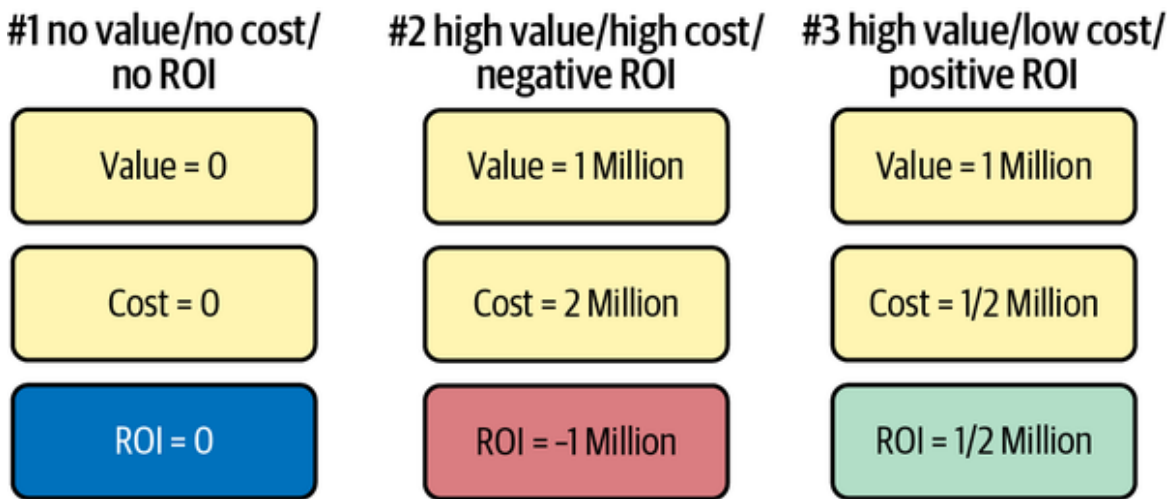 #1 no value/no cost/
no ROI
Value = 0
Cost = 0
ROI = 0
#2 high value/high cost/
negative ROI
Value = 1 Million
Cost = 2 Million
ROI = –1 Million
#3 high value/low cost/
positive ROI
Value = 1 Million
Cost = 1/2 Million
ROI = 1/2 Million